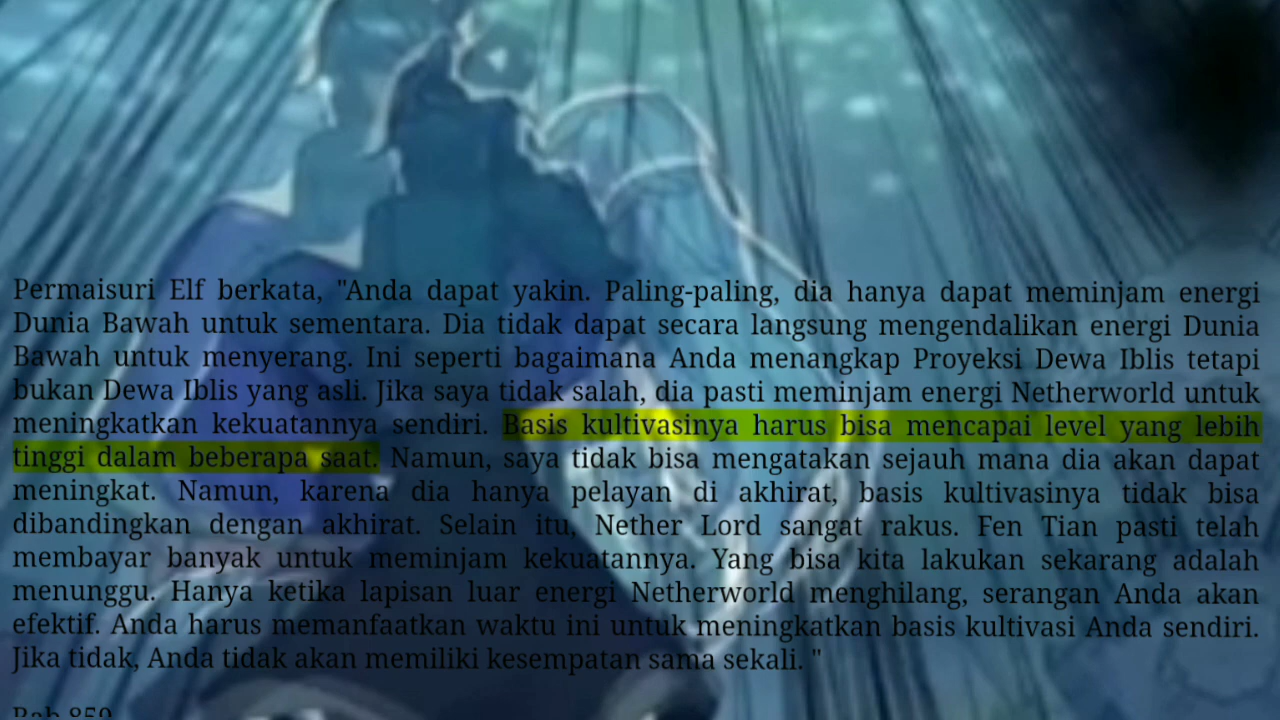 Permaisuri Elf berkata, "Anda dapat yakin. Paling-paling, dia hanya dapat meminjam energi
Dunia Bawah untuk sementara. Dia tidak dapat secara langsung mengendalikan energi Dunia
Bawah untuk menyerang. Ini seperti bagaimana Anda menangkap Proyeksi Dewa Iblis tetapi
bukan Dewa Iblis yang asli. Jika saya tidak salah, dia pasti meminjam energi Netherworld untuk
meningkatkan kekuatannya sendiri. Basis kultivasinya harus bisa mencapai level yang lebih
tinggi dalam beberapa saat. Namun, saya tidak bisa mengatakan sejauh mana dia akan dapat
meningkat. Namun, karena dia hanya pelayan di akhirat, basis kultivasinya tidak bisa
dibandingkan dengan akhirat. Selain itu, Nether Lord sangat rakus. Fen Tian pasti telah
membayar banyak untuk meminjam kekuatannya. Yang bisa kita lakukan sekarang adalah
menunggu. Hanya ketika lapisan luar energi Netherworld menghilang, serangan Anda akan
efektif. Anda harus memanfaatkan waktu ini untuk meningkatkan basis kultivasi Anda sendiri.
Jika tidak, Anda tidak akan memiliki kesempatan sama sekali. "
Bab 859